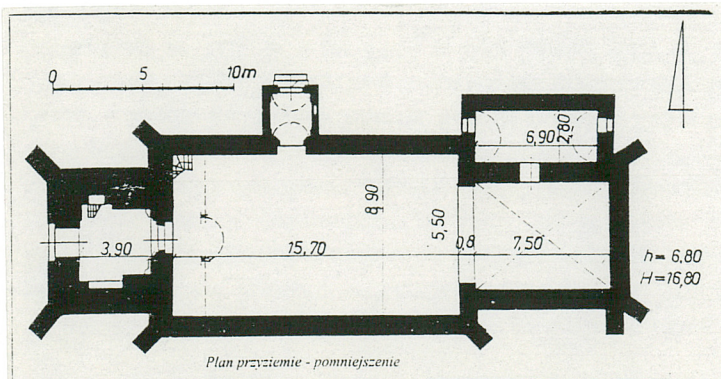 0 5 10m
6,90
2,80
8,90
5,50
3,90
15,70
0,8
7,50
h= 6,80
H=16,80
Plan przyziemie - pomniejszenie